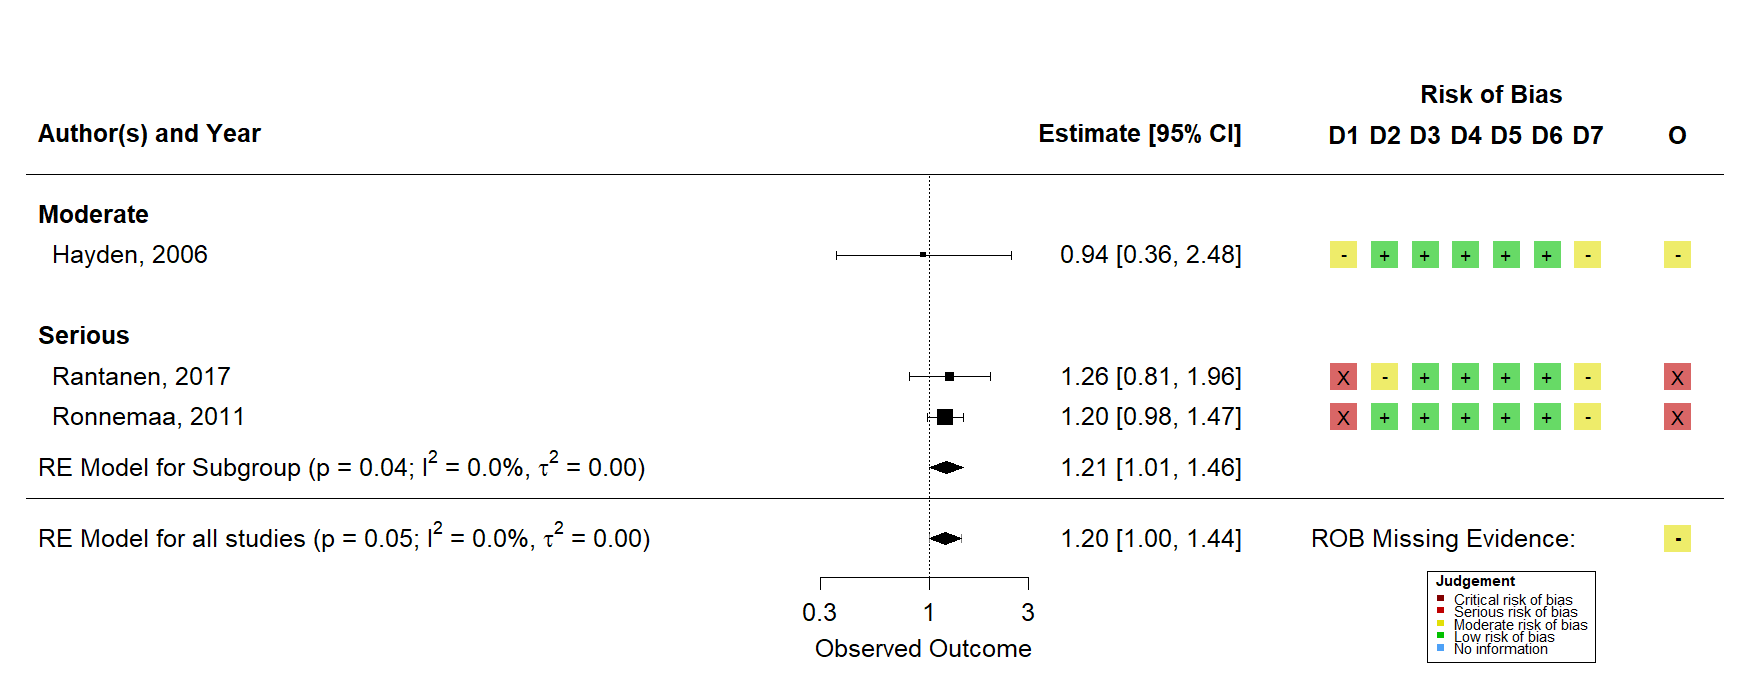 Risk of Bias
Author(s) and Year Estimate [95% CI] D1 D2 D3 D4 D5 D6 D7 O
Moderate
Hayden, 2006 0.94 [0.36, 2.48] - + + + + + - -
Serious
Rantanen, 2017 1.26 [0.81, 1.96] X - + + + + - X
Ronnemaa, 2011 1.20 [0.98, 1.47] X + + + + + - X
RE Model for Subgroup (p = 0.04; I² = 0.0%, τ² = 0.00) 1.21 [1.01, 1.46]
RE Model for all studies (p = 0.05; I² = 0.0%, τ² = 0.00) 1.20 [1.00, 1.44] ROB Missing Evidence: -
0.3 1 3
Observed Outcome
Judgement
Critical risk of bias
Serious risk of bias
Moderate risk of bias
Low risk of bias
No information